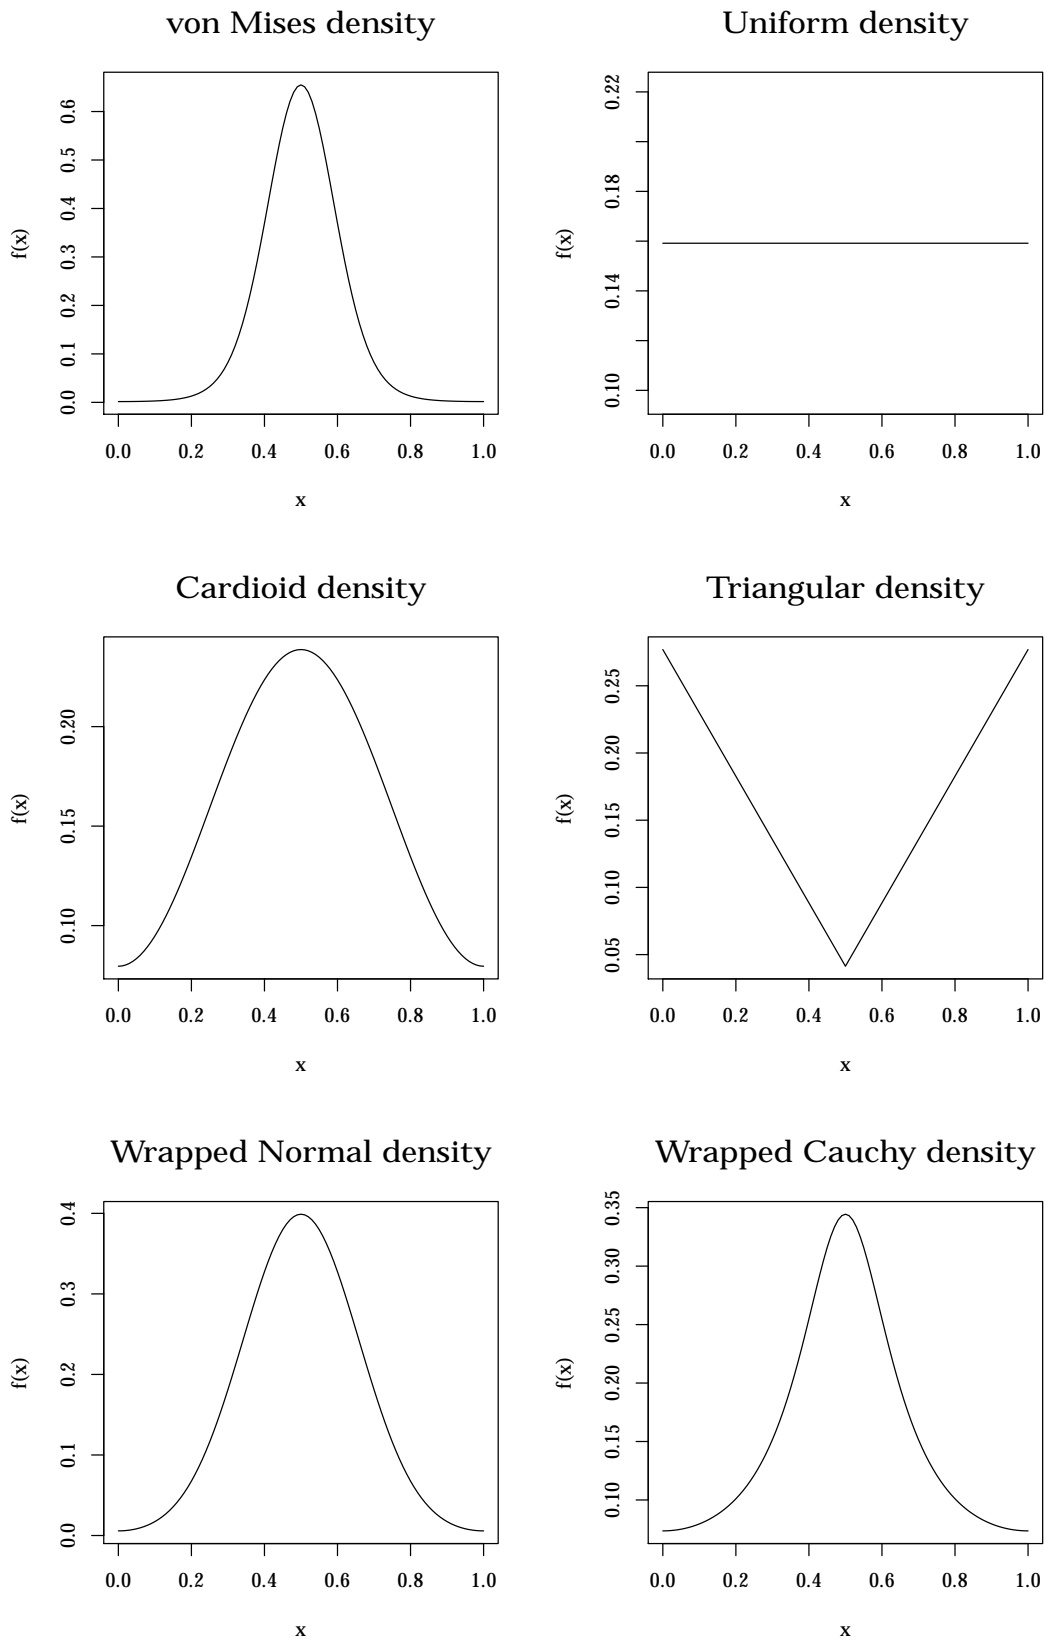 von Mises density
f(x)
0.0 0.1 0.2 0.3 0.4 0.5 0.6
0.0 0.2 0.4 0.6 0.8 1.0
x
Uniform density
f(x)
0.10 0.14 0.18 0.22
0.0 0.2 0.4 0.6 0.8 1.0
x
Cardioid density
f(x)
0.10 0.15 0.20
0.0 0.2 0.4 0.6 0.8 1.0
x
Triangular density
f(x)
0.05 0.10 0.15 0.20 0.25
0.0 0.2 0.4 0.6 0.8 1.0
x
Wrapped Normal density
f(x)
0.0 0.1 0.2 0.3 0.4
0.0 0.2 0.4 0.6 0.8 1.0
x
Wrapped Cauchy density
f(x)
0.10 0.15 0.20 0.25 0.30 0.35
0.0 0.2 0.4 0.6 0.8 1.0
x